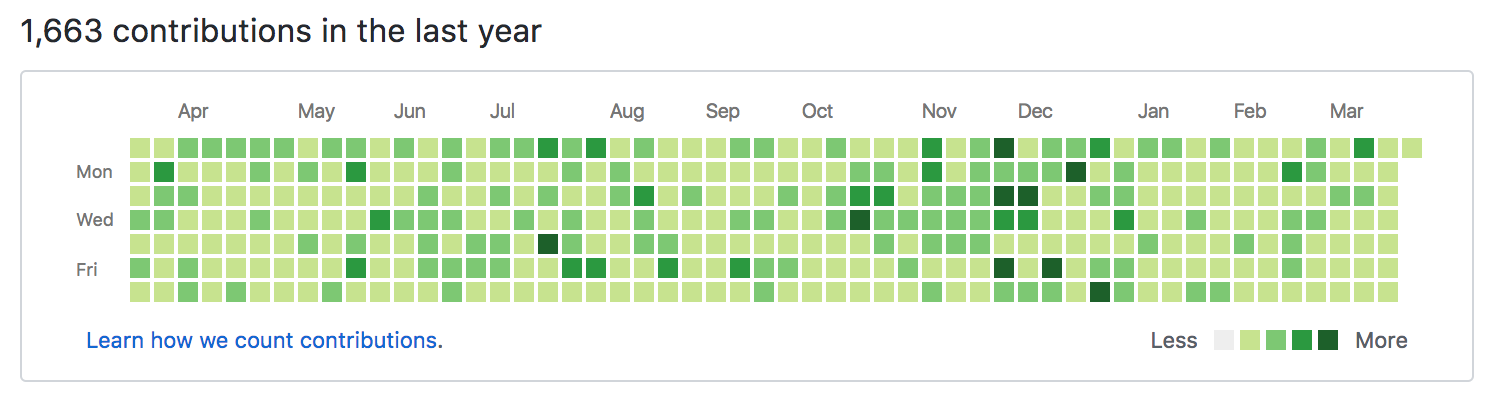 1,663 contributions in the last year
Apr May Jun Jul Aug Sep Oct Nov Dec Jan Feb Mar
Mon
Wed
Fri
Learn how we count contributions. Less More